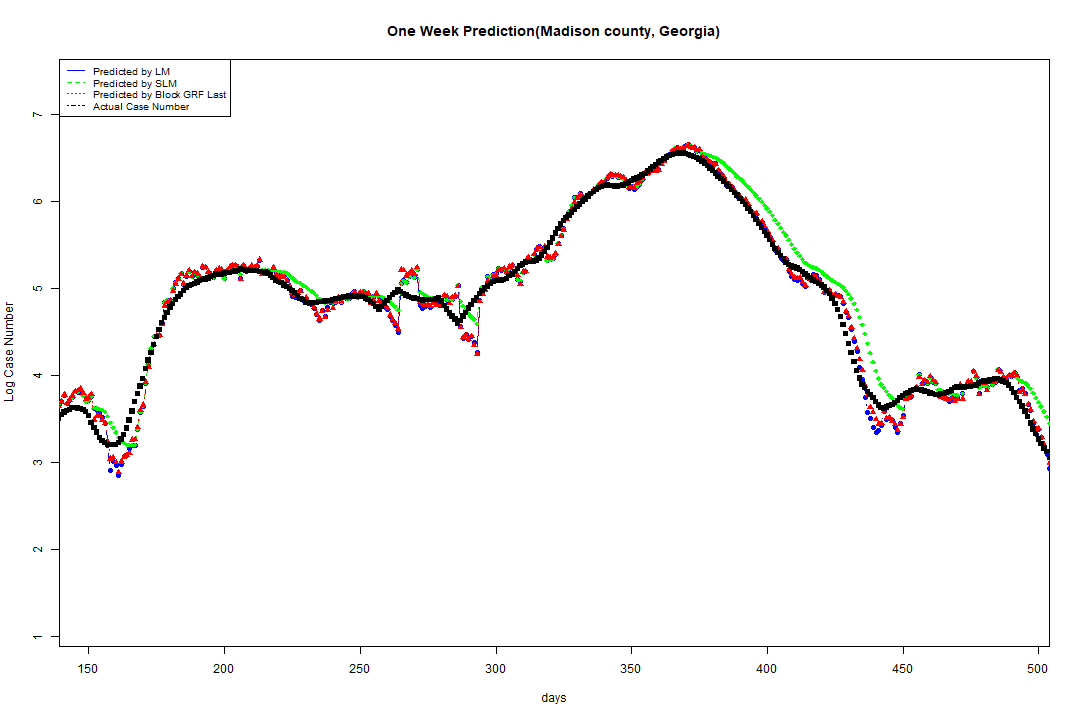 One Week Prediction(Madison county, Georgia)
Predicted by LM
Predicted by SLM
Predicted by Block GRF Last
Actual Case Number
Log Case Number
7
6
5
4
3
2
1
150 200 250 300 350 400 450 500
days